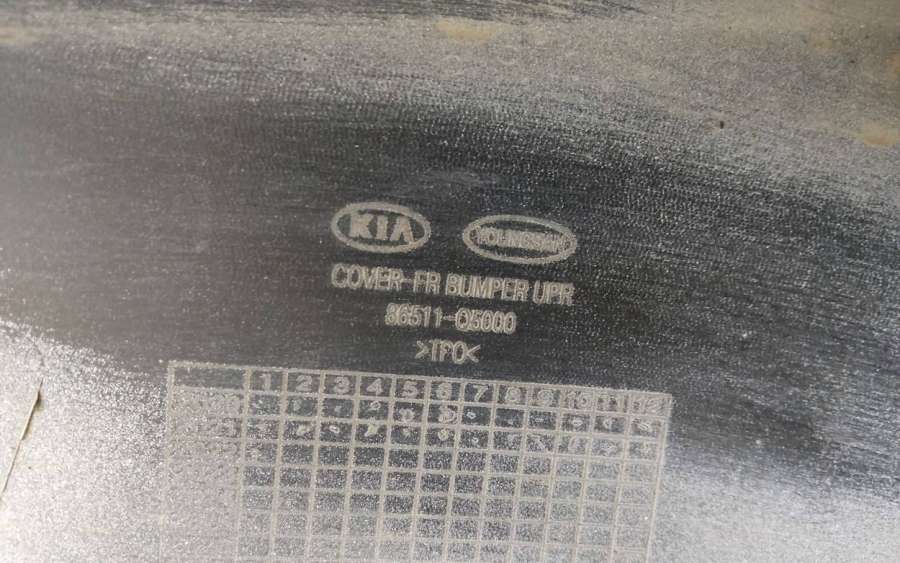 KIA YOUNGSAN
COVER-FR BUMPER UPR
86511-Q5000
>TPO<
1 2 3 4 5 6 7 8 9 10 11 12